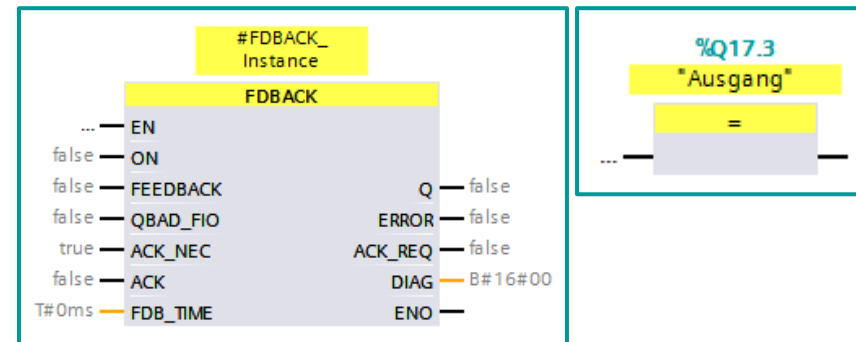 #FDBACK_
Instance
FDBACK
... EN
false ON
false FEEDBACK Q false
false QBAD_FIO ERROR false
true ACK_NEC ACK_REQ false
false ACK DIAG B#16#00
T#0ms FDB_TIME ENO
%Q17.3
"Ausgang"
=
...